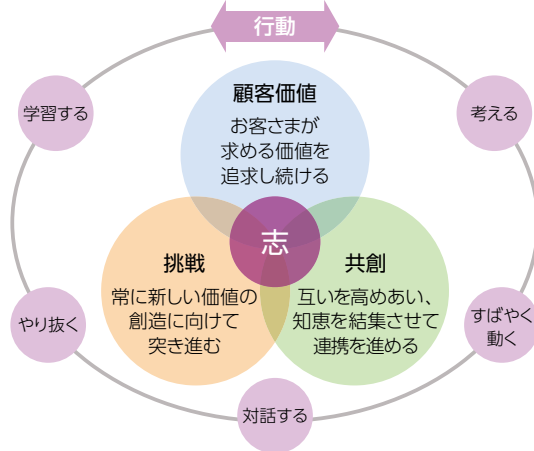 行動
学習する
考える
顧客価値
お客さまが
求める価値を
追求し続ける
志
挑戦
常に新しい価値の
創造に向けて
突き進む
共創
互いを高めあい、
知恵を結集させて
連携を進める
やり抜く
すばやく
動く
対話する